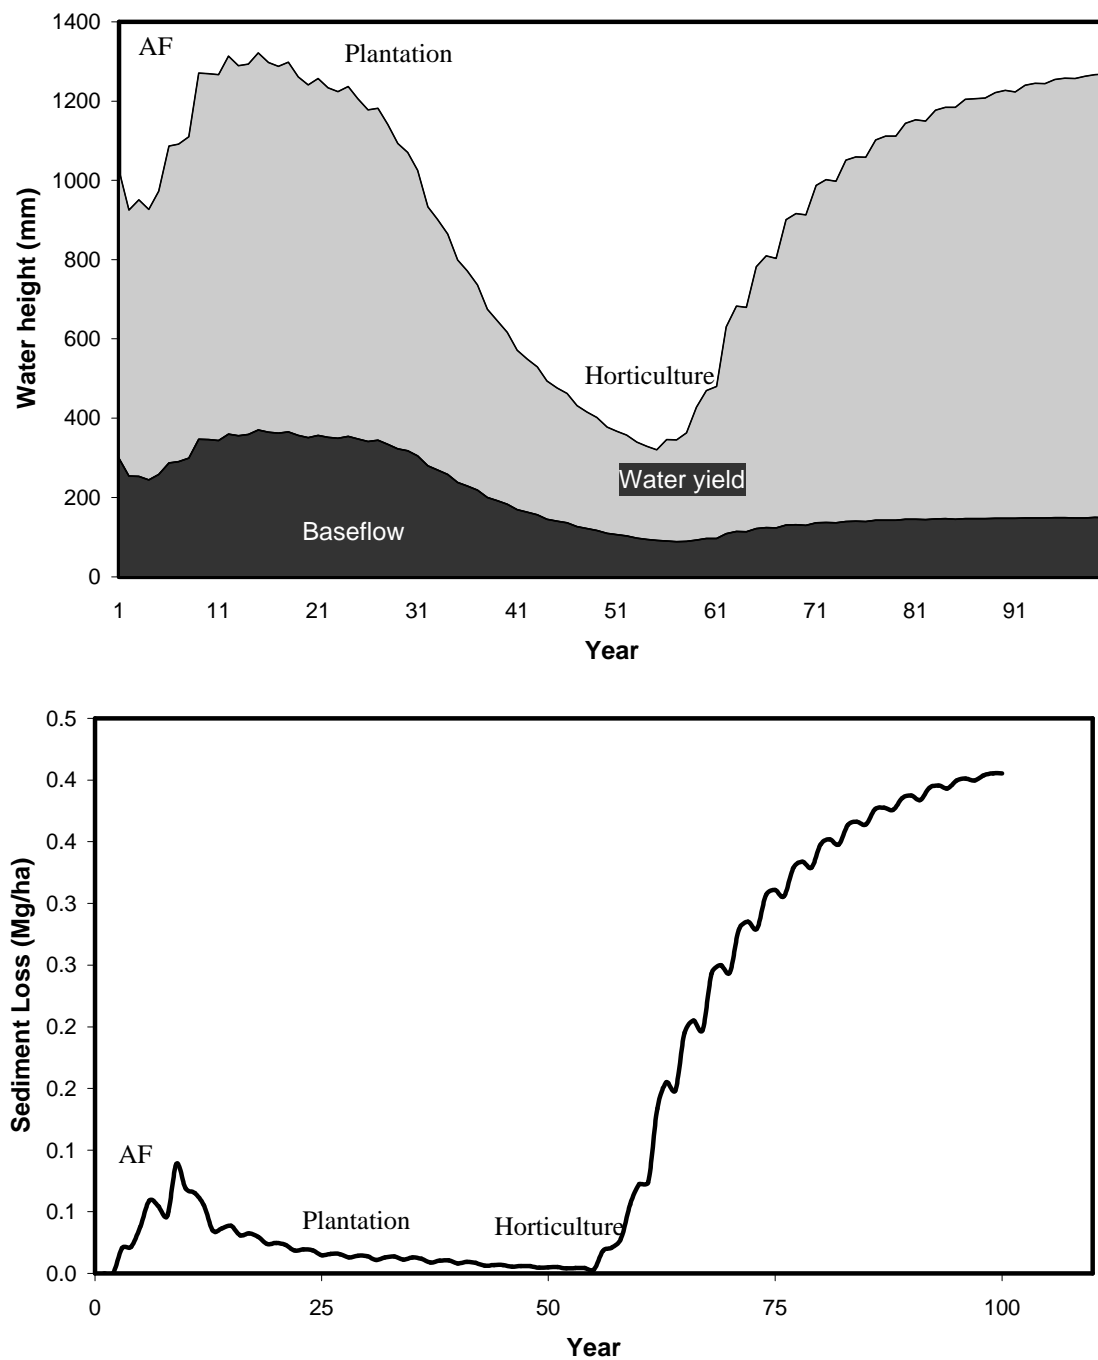 1400
AF
Plantation
1200
1000
800
600
Horticulture
400
Water yield
200
Baseflow
0
1 11 21 31 41 51 61 71 81 91
Year
Water height (mm)
0.5
0.4
0.4
0.3
0.3
0.2
0.2
0.1
AF
0.1
Plantation
Horticulture
0.0
0 25 50 75 100
Year
Sediment Loss (Mg/ha)